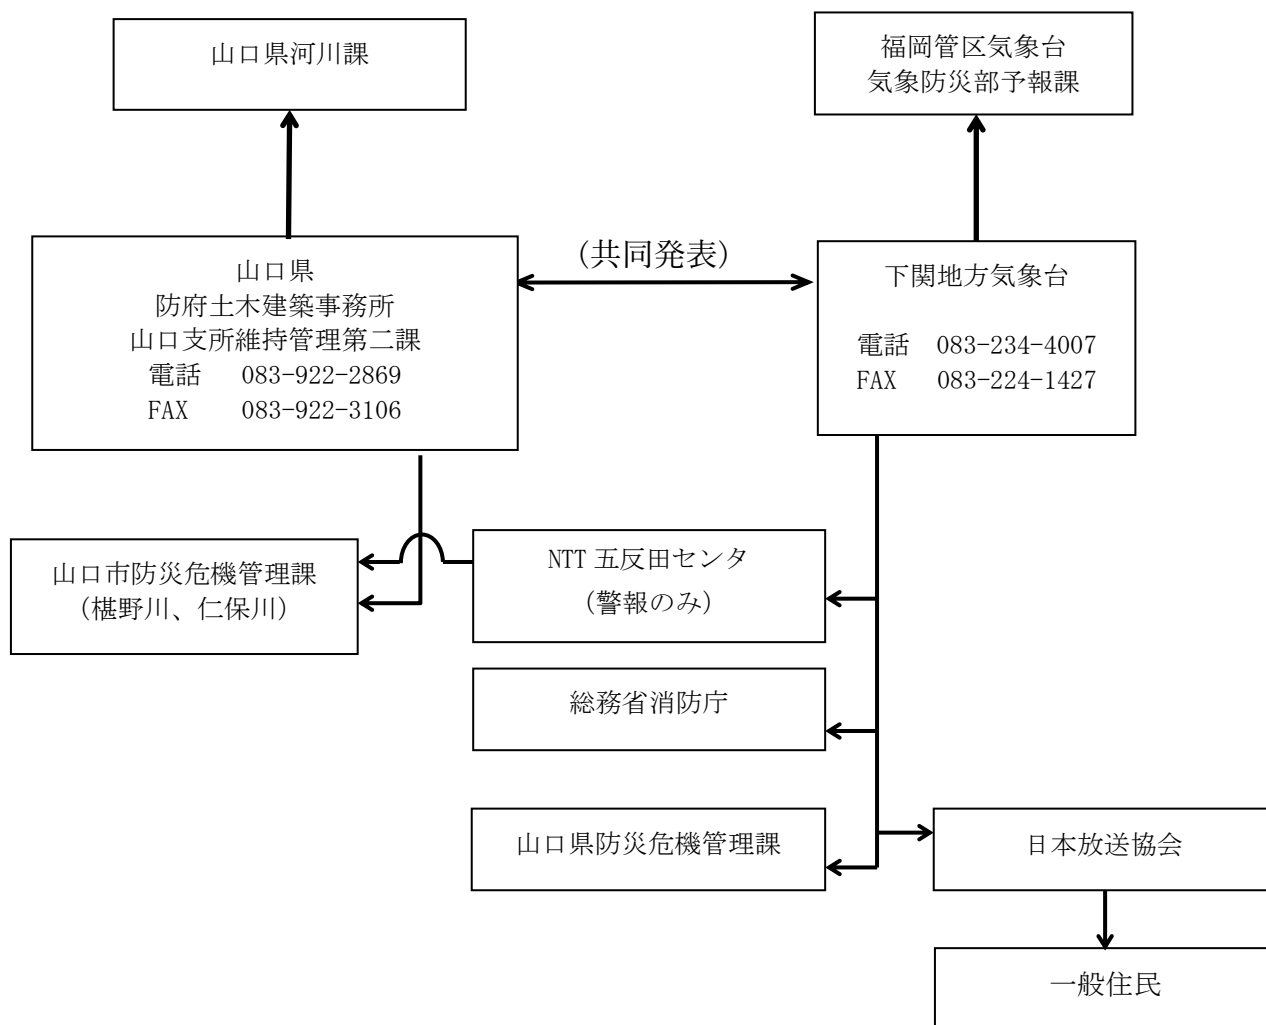 山口県河川課
福岡管区気象台
気象防災部予報課
(共同発表)
山口県
防府土木建築事務所
山口支所維持管理第二課
電話　083-922-2869
FAX　083-922-3106
下関地方気象台
電話　083-234-4007
FAX　083-224-1427
山口市防災危機管理課
(椹野川、仁保川)
NTT 五反田センタ
(警報のみ)
総務省消防庁
山口県防災危機管理課
日本放送協会
一般住民